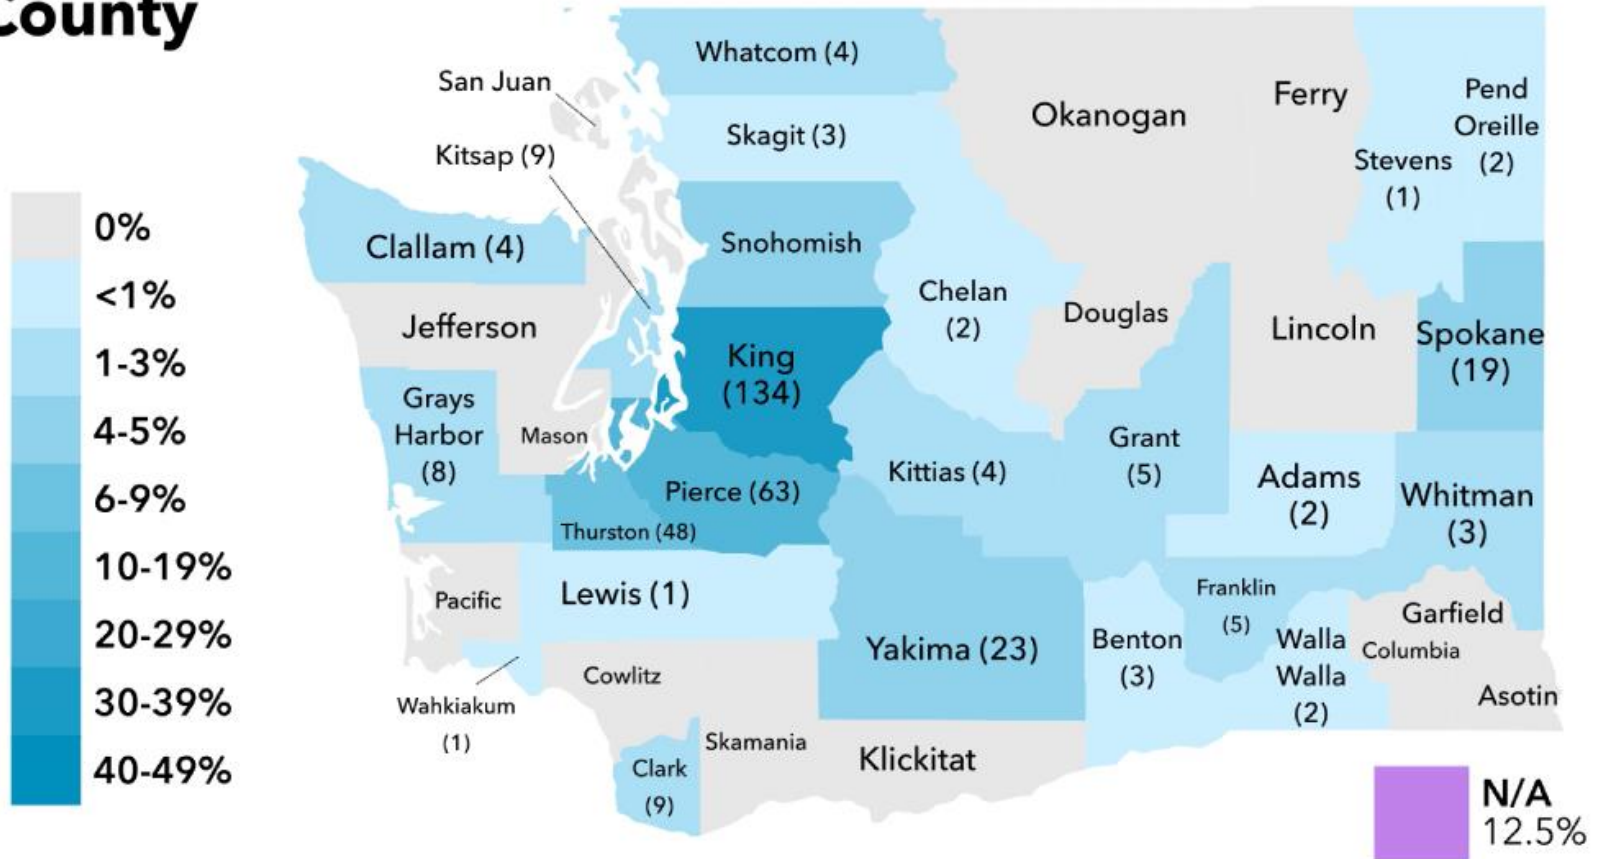 County
0%
<1%
1-3%
4-5%
6-9%
10-19%
20-29%
30-39%
40-49%
San Juan
Kitsap (9)
Whatcom (4)
Skagit (3)
Snohomish
Okanogan
Ferry
Stevens
(1)
Pend
Oreille
(2)
Clallam (4)
Jefferson
Grays
Harbor
(8)
Mason
King
(134)
Chelan
(2)
Douglas
Lincoln
Spokane
(19)
Pierce (63)
Thurston (48)
Kittias (4)
Grant
(5)
Adams
(2)
Whitman
(3)
Pacific
Lewis (1)
Wahkiakum
(1)
Cowlitz
Yakima (23)
Benton
(3)
Franklin
(5)
Walla
Walla
(2)
Garfield
Columbia
Asotin
Clark
(9)
Skamania
Klickitat
N/A
12.5%